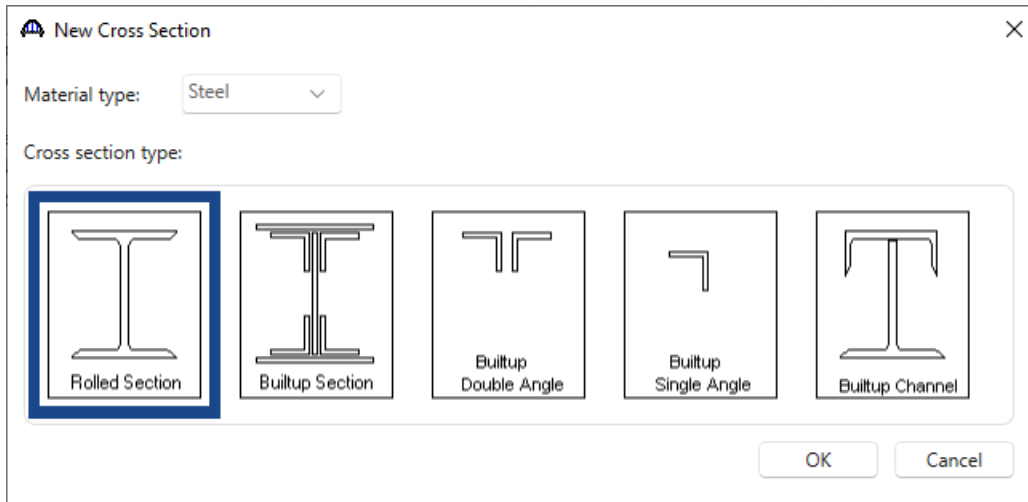 New Cross Section
Material type:
Steel
Cross section type:
Rolled Section
Builtup Section
Builtup
Double Angle
Builtup
Single Angle
Builtup Channel
OK
Cancel